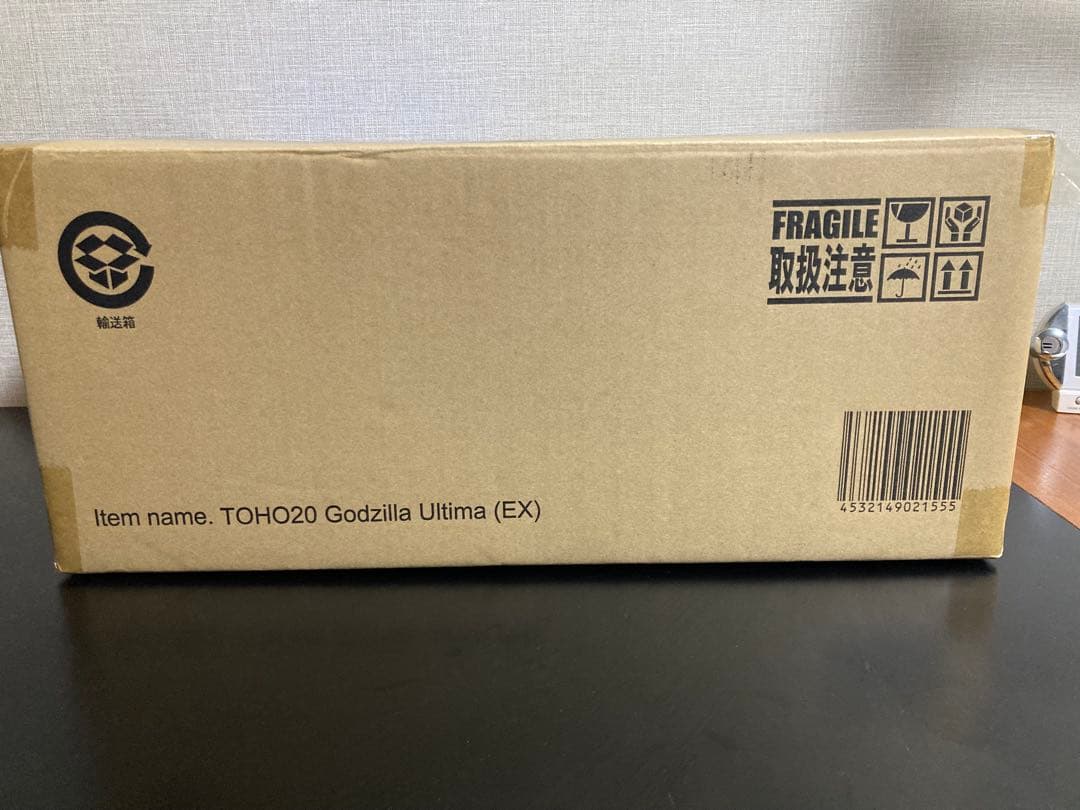 FRAGILE
取扱注意
輸送箱
4532149021555
Item name. TOHO20 Godzilla Ultima (EX)